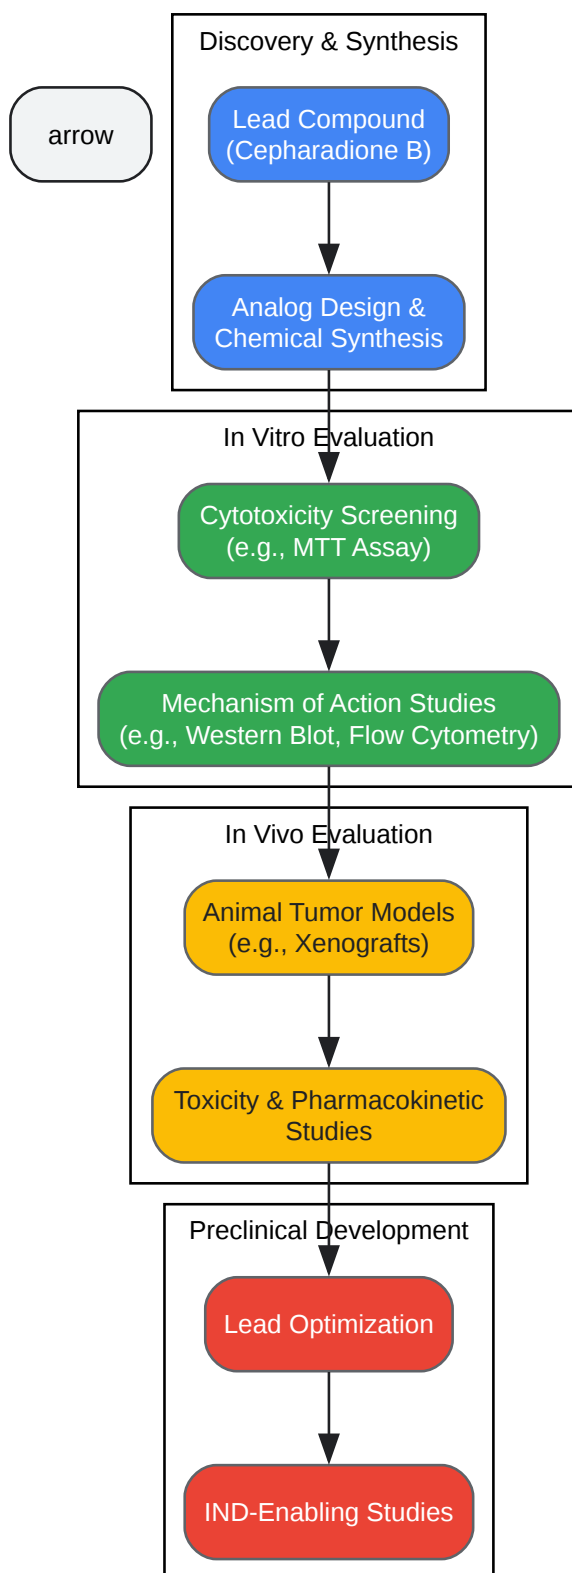 Discovery & Synthesis
arrow
Lead Compound
(Cepharadione B)
Analog Design &
Chemical Synthesis
In Vitro Evaluation
Cytotoxicity Screening
(e.g., MTT Assay)
Mechanism of Action Studies
(e.g., Western Blot, Flow Cytometry)
In Vivo Evaluation
Animal Tumor Models
(e.g., Xenografts)
Toxicity & Pharmacokinetic
Studies
Preclinical Development
Lead Optimization
IND-Enabling Studies